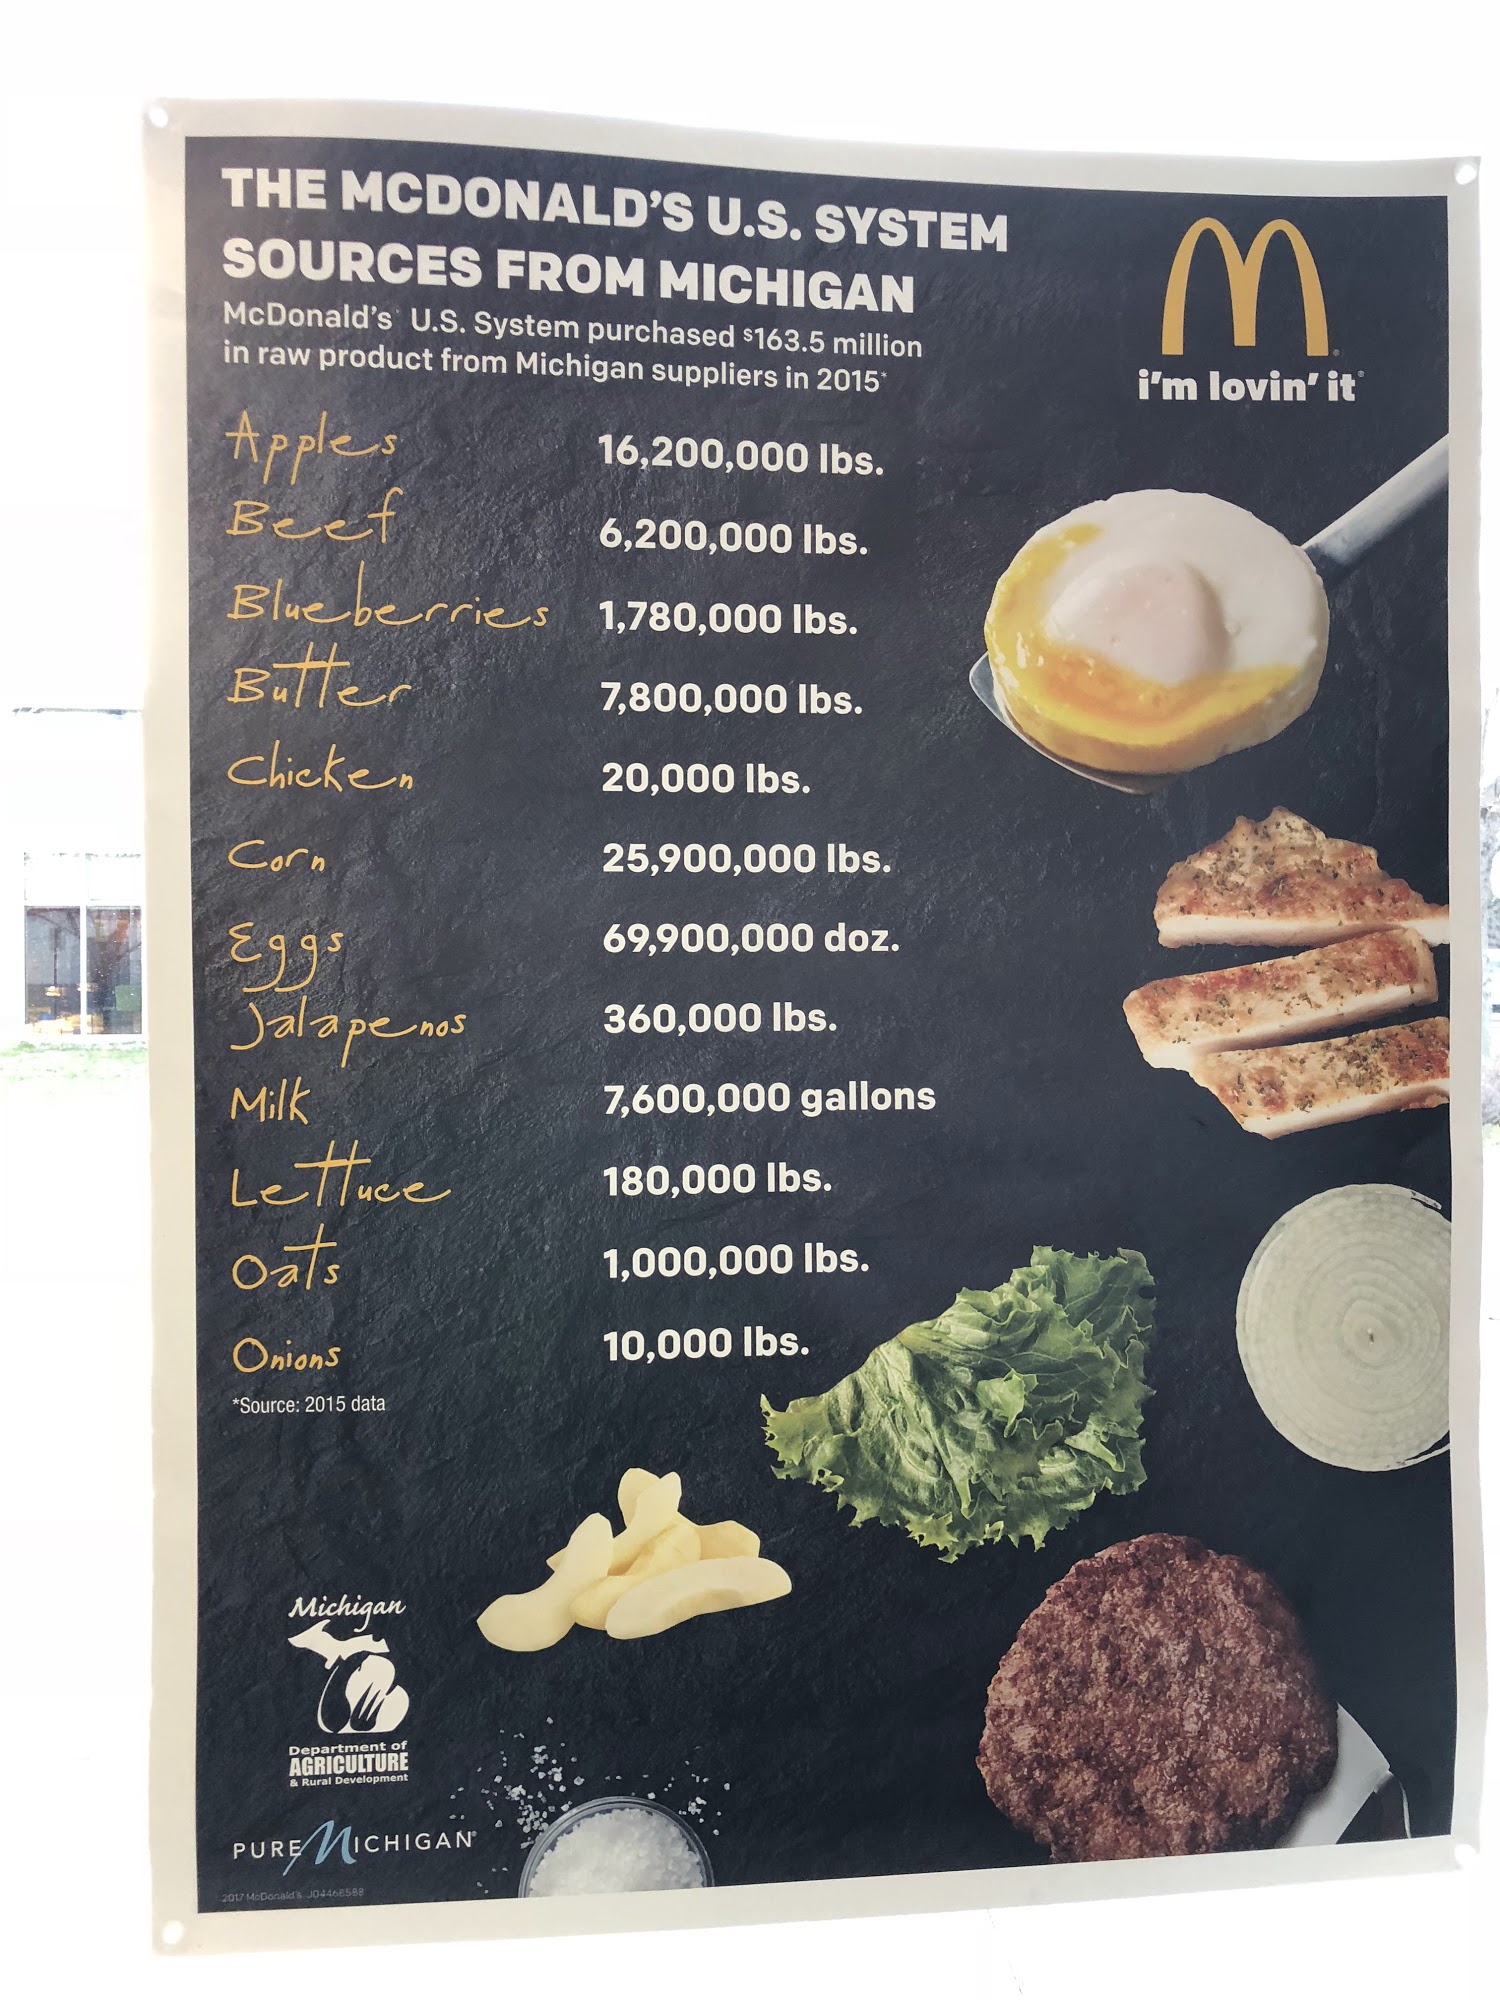 THE MCDONALD'S U.S. SYSTEM
SOURCES FROM MICHIGAN
McDonald's® U.S. System purchased $163.5 million
in raw product from Michigan suppliers in 2015*
i'm lovin' it®
Apples 16,200,000 lbs.
Beef 6,200,000 lbs.
Blueberries 1,780,000 lbs.
Butter 7,800,000 lbs.
Chicken 20,000 lbs.
Corn 25,900,000 lbs.
Eggs 69,900,000 doz.
Jalapenos 360,000 lbs.
Milk 7,600,000 gallons
Lettuce 180,000 lbs.
Oats 1,000,000 lbs.
Onions 10,000 lbs.
*Source: 2015 data
Michigan
Department of
AGRICULTURE
& Rural Development
PURE MICHIGAN®
2017 McDonald's J04468588